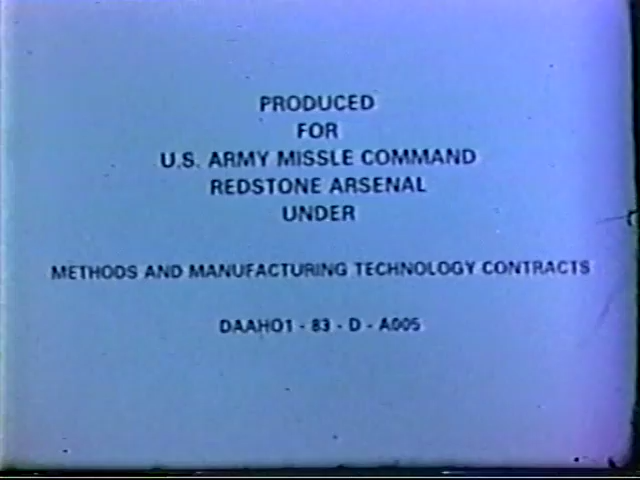 PRODUCED
FOR
U.S. ARMY MISSLE COMMAND
REDSTONE ARSENAL
UNDER
METHODS AND MANUFACTURING TECHNOLOGY CONTRACTS
DAAHO1 - 83 - D - A005